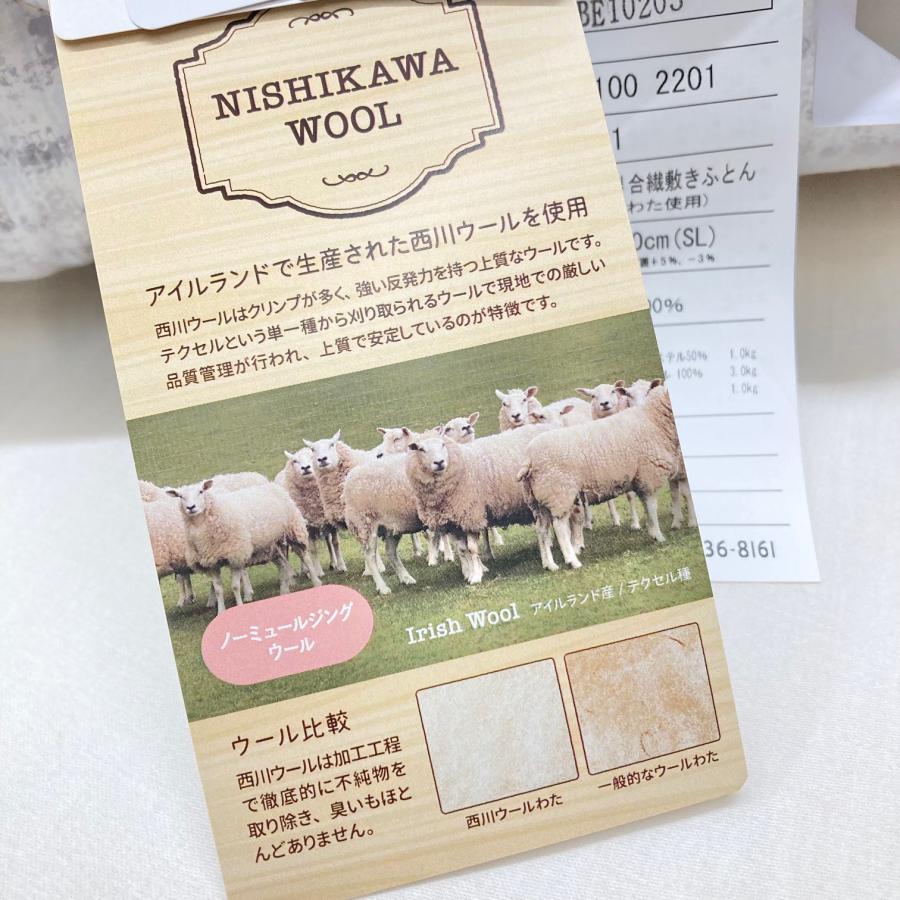 NISHIKAWA
WOOL
アイルランドで生産された西川ウールを使用
西川ウールはクリンプが多く、強い反発力を持つ上質なウールです。
テクセルという単一種から刈り取られるウールで現地での厳しい
品質管理が行われ、上質で安定しているのが特徴です。
ノーミュールジング
ウール
Irish Wool アイルランド産/テクセル種
ウール比較
西川ウールは加工工程
で徹底的に不純物を
取り除き、臭いもほと
んどありません。
西川ウールわた
一般的なウールわた
BE10203
100 2201
1
合繊敷きふとん
わた使用)
0cm(SL)
+5%、-3%
00%
テル50% 1.0kg
ル 100% 3.0kg
1.0kg
36-8161